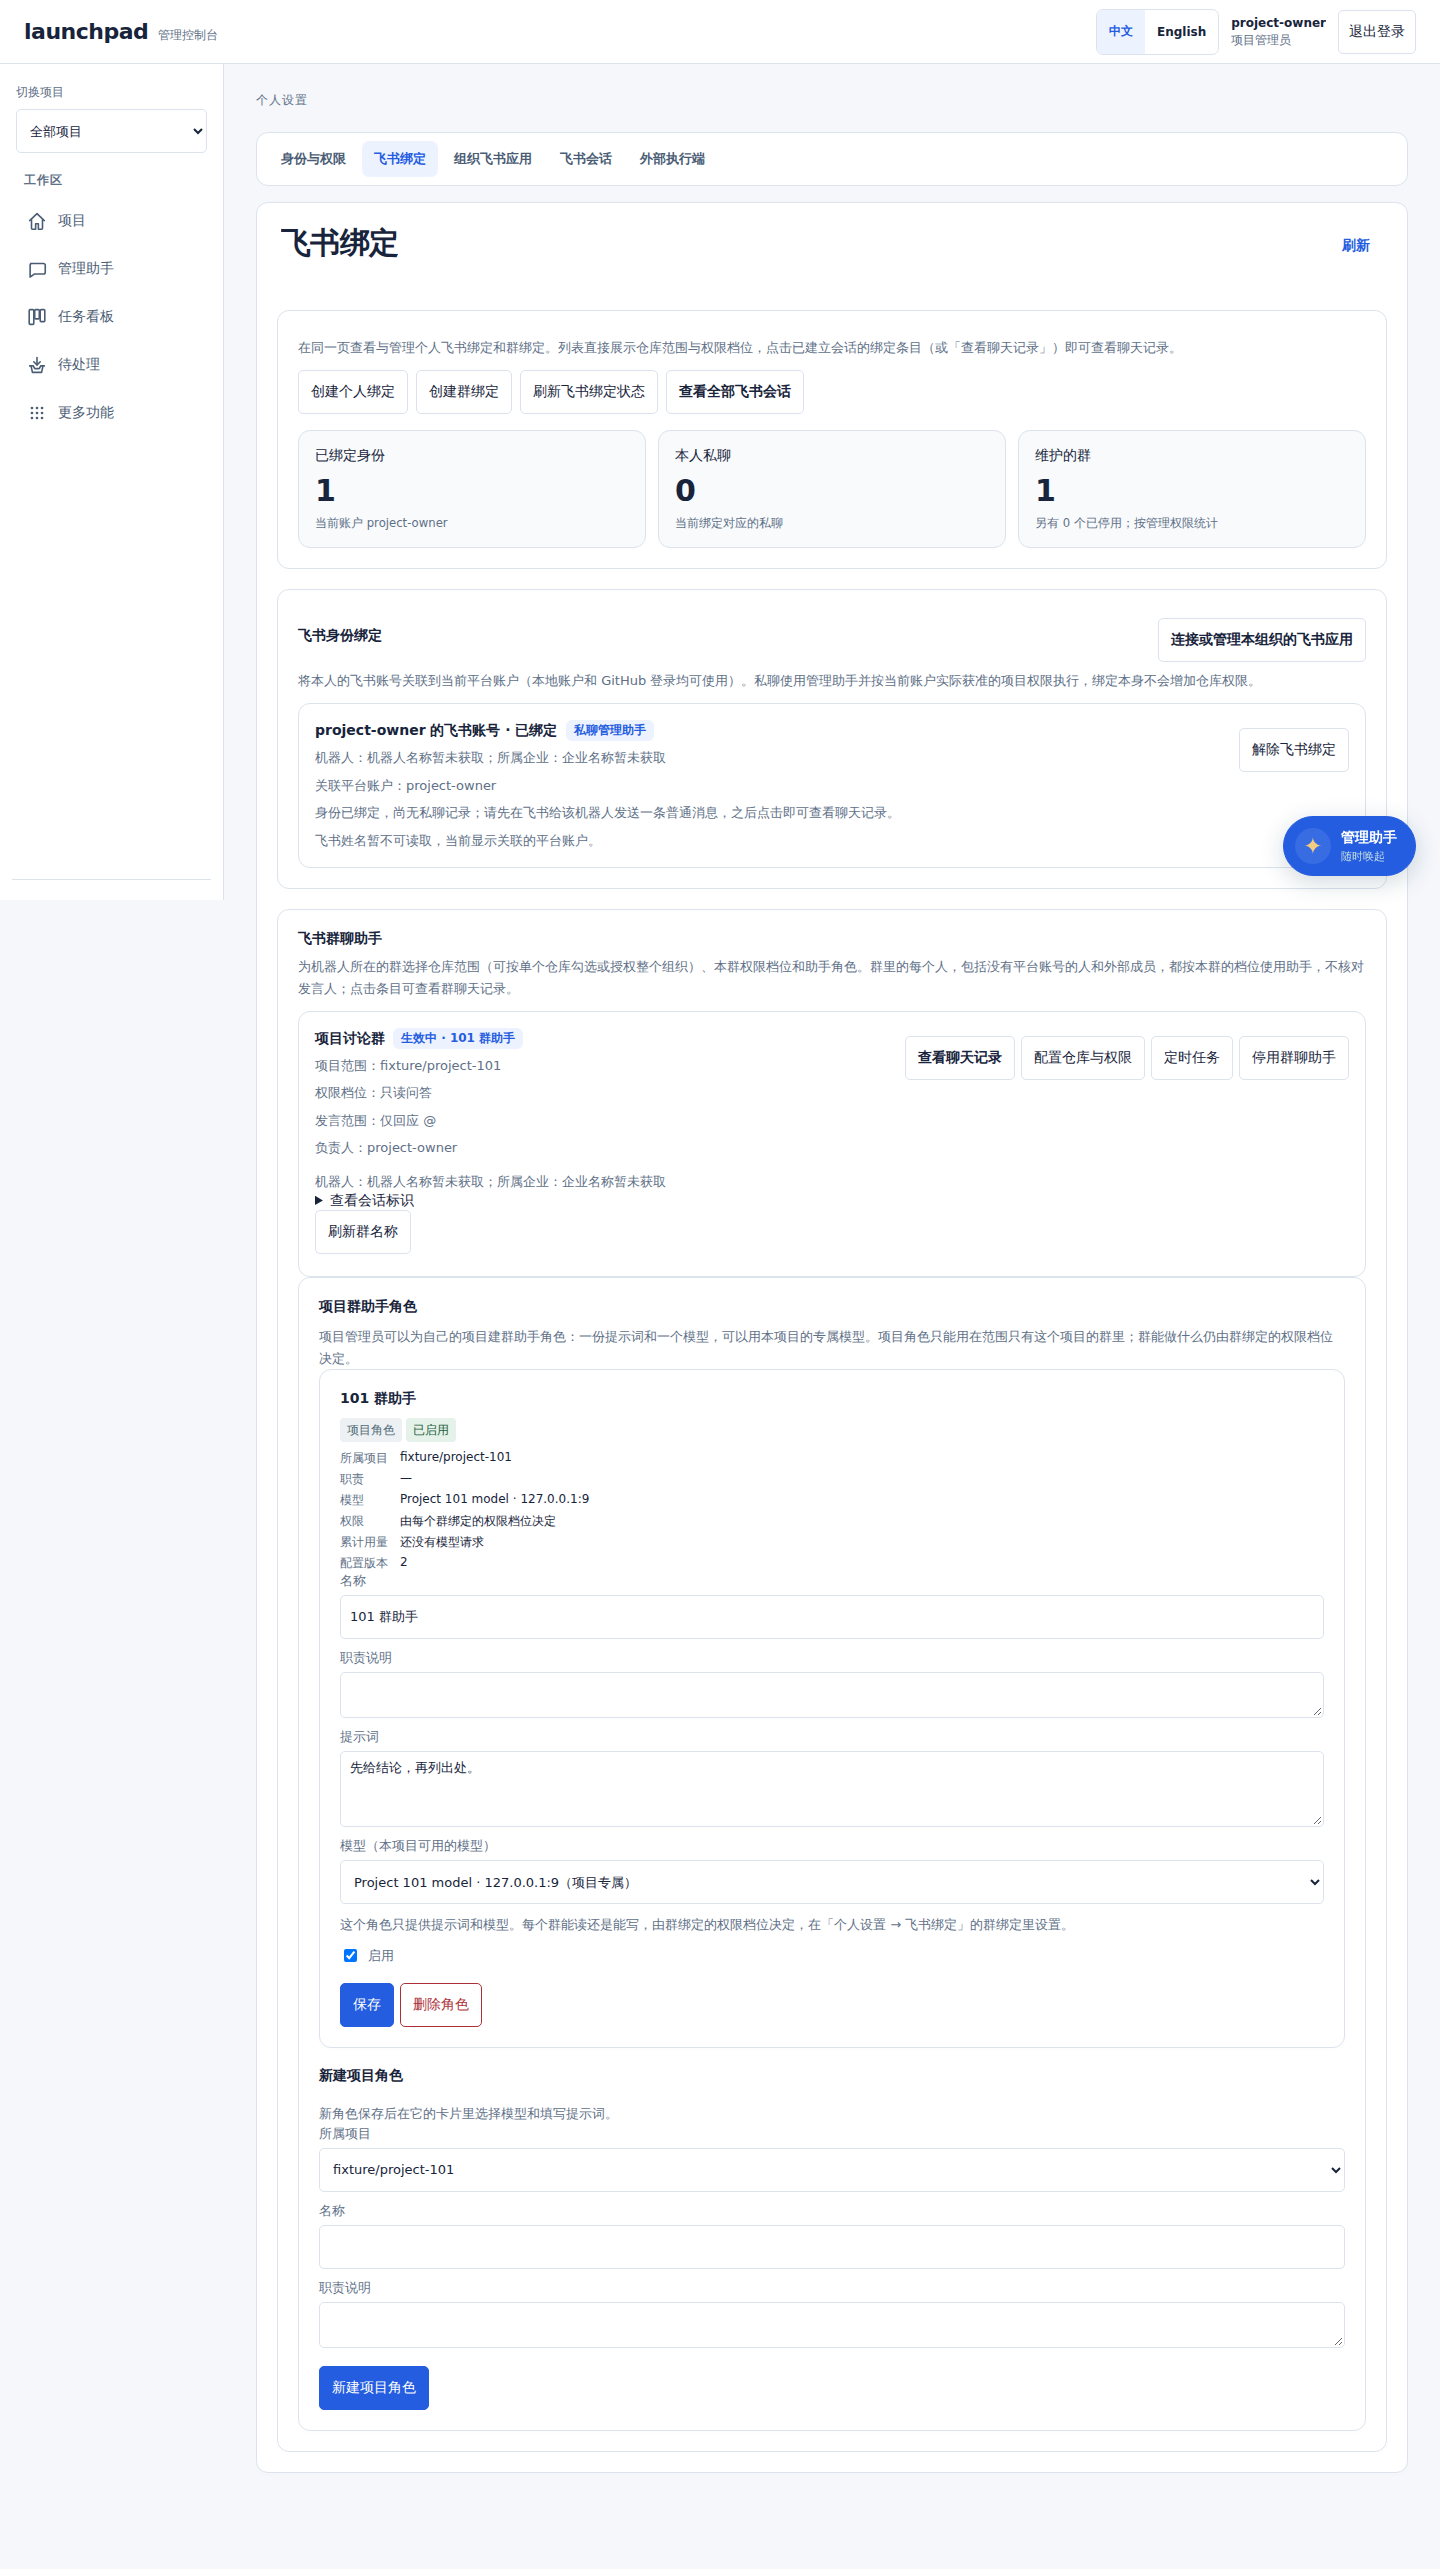 launchpad 管理控制台
中文 English
project-owner
项目管理员
退出登录
切换项目
全部项目
工作区
项目
管理助手
任务看板
待处理
更多功能
个人设置
身份与权限 飞书绑定 组织飞书应用 飞书会话 外部执行端
飞书绑定
刷新
在同一页查看与管理个人飞书绑定和群绑定。列表直接展示仓库范围与权限档位，点击已建立会话的绑定条目（或「查看聊天记录」）即可查看聊天记录。
创建个人绑定 创建群绑定 刷新飞书绑定状态 查看全部飞书会话
已绑定身份
1
当前账户 project-owner
本人私聊
0
当前绑定对应的私聊
维护的群
1
另有 0 个已停用；按管理权限统计
飞书身份绑定
连接或管理本组织的飞书应用
将本人的飞书账号关联到当前平台账户（本地账户和 GitHub 登录均可使用）。私聊使用管理助手并按当前账户实际获准的项目权限执行，绑定本身不会增加仓库权限。
project-owner 的飞书账号 · 已绑定 私聊管理助手
机器人：机器人名称暂未获取；所属企业：企业名称暂未获取
关联平台账户：project-owner
身份已绑定，尚无私聊记录；请先在飞书给该机器人发送一条普通消息，之后点击即可查看聊天记录。
飞书姓名暂不可读取，当前显示关联的平台账户。
解除飞书绑定
管理助手
随时唤起
飞书群聊助手
为机器人所在的群选择仓库范围（可按单个仓库勾选或授权整个组织）、本群权限档位和助手角色。群里的每个人，包括没有平台账号的人和外部成员，都按本群的档位使用助手，不核对
发言人；点击条目可查看群聊天记录。
项目讨论群 生效中 · 101 群助手
项目范围：fixture/project-101
权限档位：只读问答
发言范围：仅回应 @
负责人：project-owner
机器人：机器人名称暂未获取；所属企业：企业名称暂未获取
查看会话标识
刷新群名称
查看聊天记录 配置仓库与权限 定时任务 停用群聊助手
项目群助手角色
项目管理员可以为自己的项目建群助手角色：一份提示词和一个模型，可以用本项目的专属模型。项目角色只能用在范围只有这个项目的群里；群能做什么仍由群绑定的权限档位
决定。
101 群助手
项目角色 已启用
所属项目 fixture/project-101
职责 —
模型 Project 101 model · 127.0.0.1:9
权限 由每个群绑定的权限档位决定
累计用量 还没有模型请求
配置版本 2
名称
101 群助手
职责说明
提示词
先给结论，再列出处。
模型（本项目可用的模型）
Project 101 model · 127.0.0.1:9（项目专属）
这个角色只提供提示词和模型。每个群能读还是能写，由群绑定的权限档位决定，在「个人设置 → 飞书绑定」的群绑定里设置。
启用
保存 删除角色
新建项目角色
新角色保存后在它的卡片里选择模型和填写提示词。
所属项目
fixture/project-101
名称
职责说明
新建项目角色